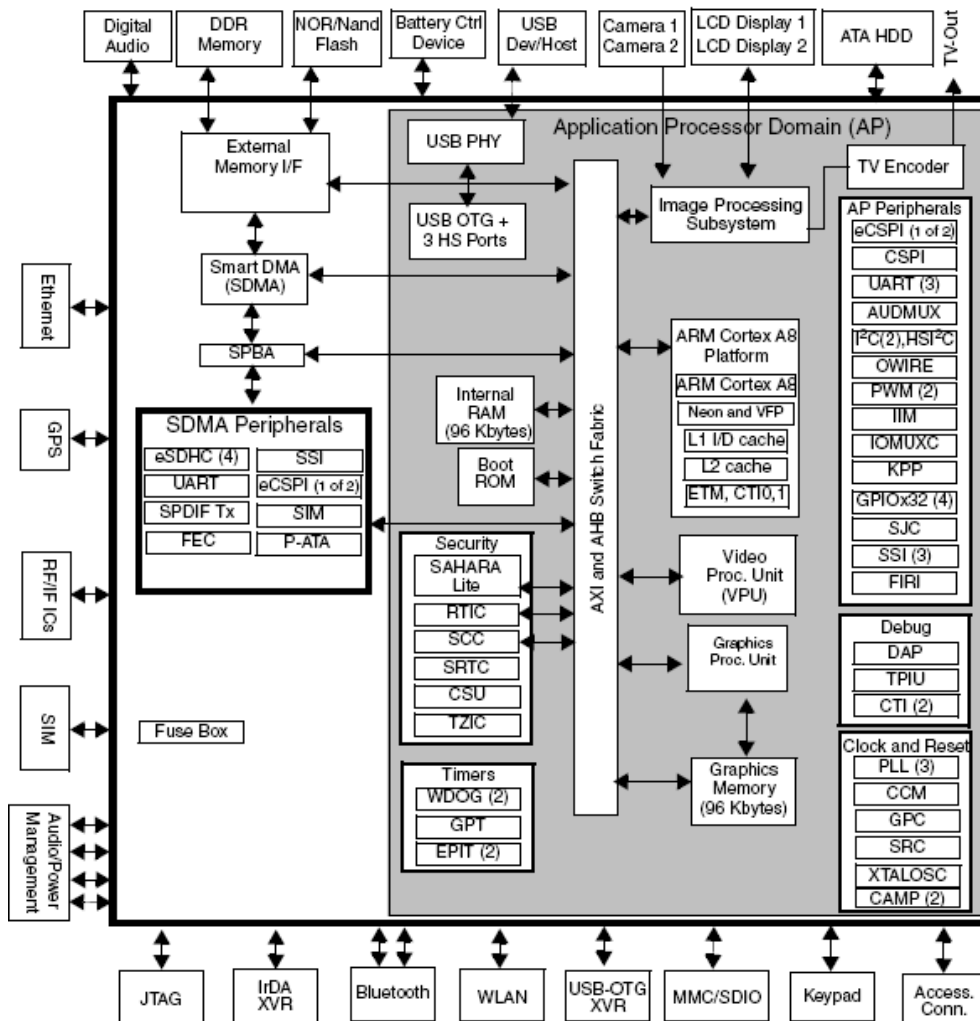 Digital
Audio
DDR
Memory
NOR/Nand
Flash
Battery Ctrl
Device
USB
Dev/Host
Camera 1
Camera 2
LCD Display 1
LCD Display 2
ATA HDD
TV-Out
Application Processor Domain (AP)
External
Memory I/F
USB PHY
USB OTG +
3 HS Ports
TV Encoder
Image Processing
Subsystem
Smart DMA
(SDMA)
SPBA
SDMA Peripherals
eSDHC (4)
SSI
UART
eCSPI (1 of 2)
SPDIF Tx
SIM
FEC
P-ATA
Fuse Box
Internal
RAM
(96 Kbytes)
Boot
ROM
Security
SAHARA
Lite
RTIC
SCC
SRTC
CSU
TZIC
Timers
WDOG (2)
GPT
EPIT (2)
AXI and AHB Switch Fabric
ARM Cortex A8
Platform
ARM Cortex A8
Neon and VFP
L1 I/D cache
L2 cache
ETM, CTI0,1
Video
Proc. Unit
(VPU)
Graphics
Proc. Unit
Graphics
Memory
(96 Kbytes)
AP Peripherals
eCSPI (1 of 2)
CSPI
UART (3)
AUDMUX
I²C(2),HSI²C
OWIRE
PWM (2)
IIM
IOMUXC
KPP
GPIOx32 (4)
SJC
SSI (3)
FIRI
Debug
DAP
TPIU
CTI (2)
Clock and Reset
PLL (3)
CCM
GPC
SRC
XTALOSC
CAMP (2)
Ethernet
GPS
RF/IF ICs
SIM
Audio/Power
Management
JTAG
IrDA
XVR
Bluetooth
WLAN
USB-OTG
XVR
MMC/SDIO
Keypad
Access.
Conn.